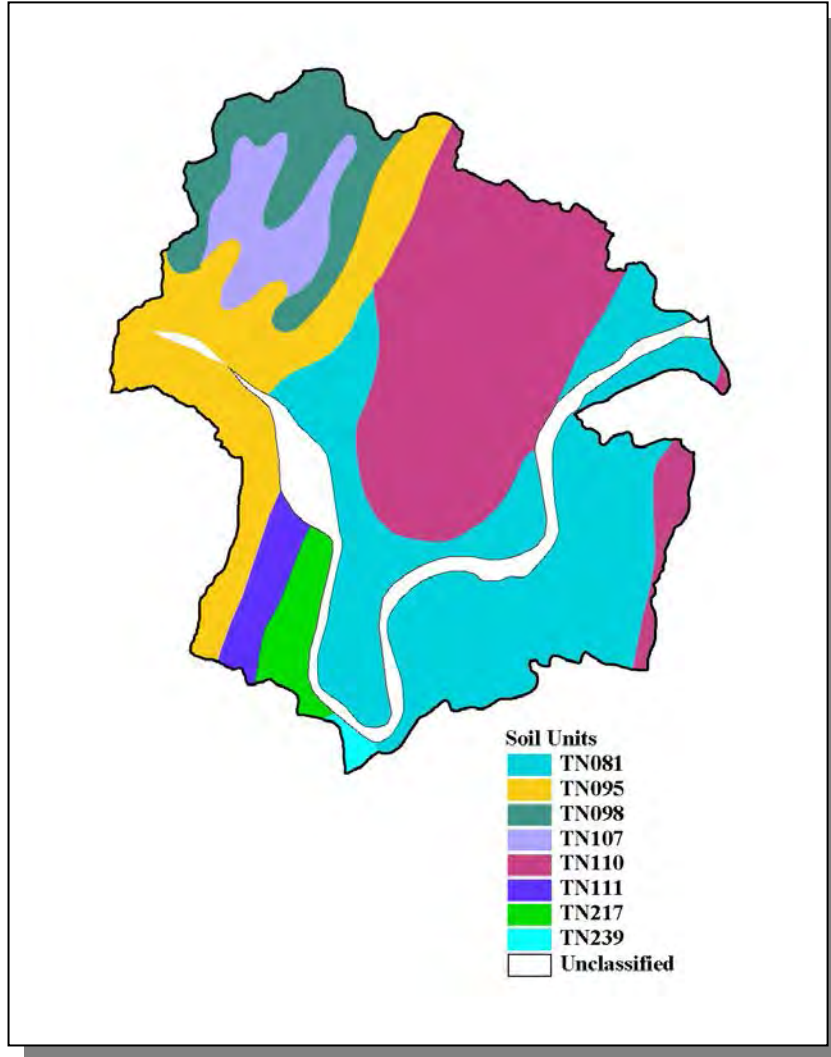 Soil Units
TN081
TN095
TN098
TN107
TN110
TN111
TN217
TN239
Unclassified